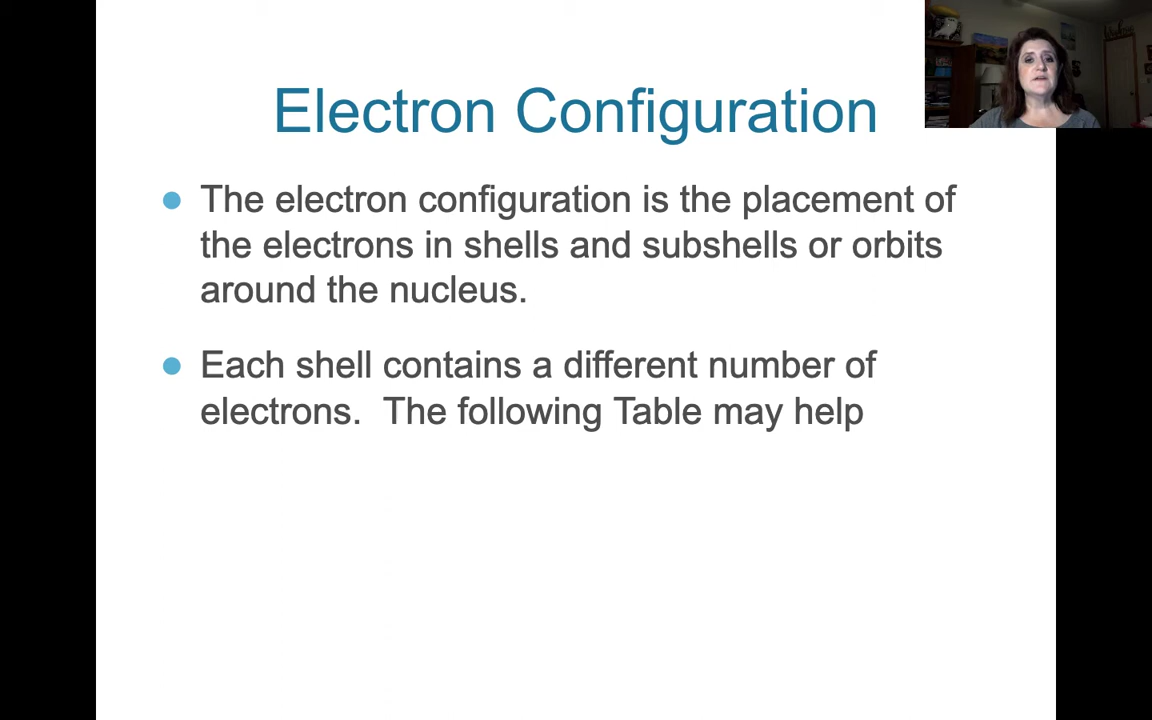 Electron Configuration
The electron configuration is the placement of
the electrons in shells and subshells or orbits
around the nucleus.
Each shell contains a different number of
electrons.  The following Table may help